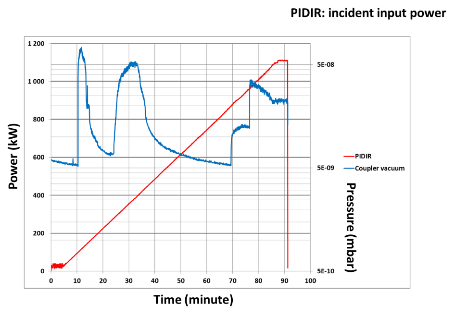 PIDIR: incident input power
1 200
1 000
800
600
400
200
0
Power (kW)
0 10 20 30 40 50 60 70 80 90 100
Time (minute)
5E-08
5E-09
5E-10
Pressure (mbar)
PIDIR
Coupler vacuum